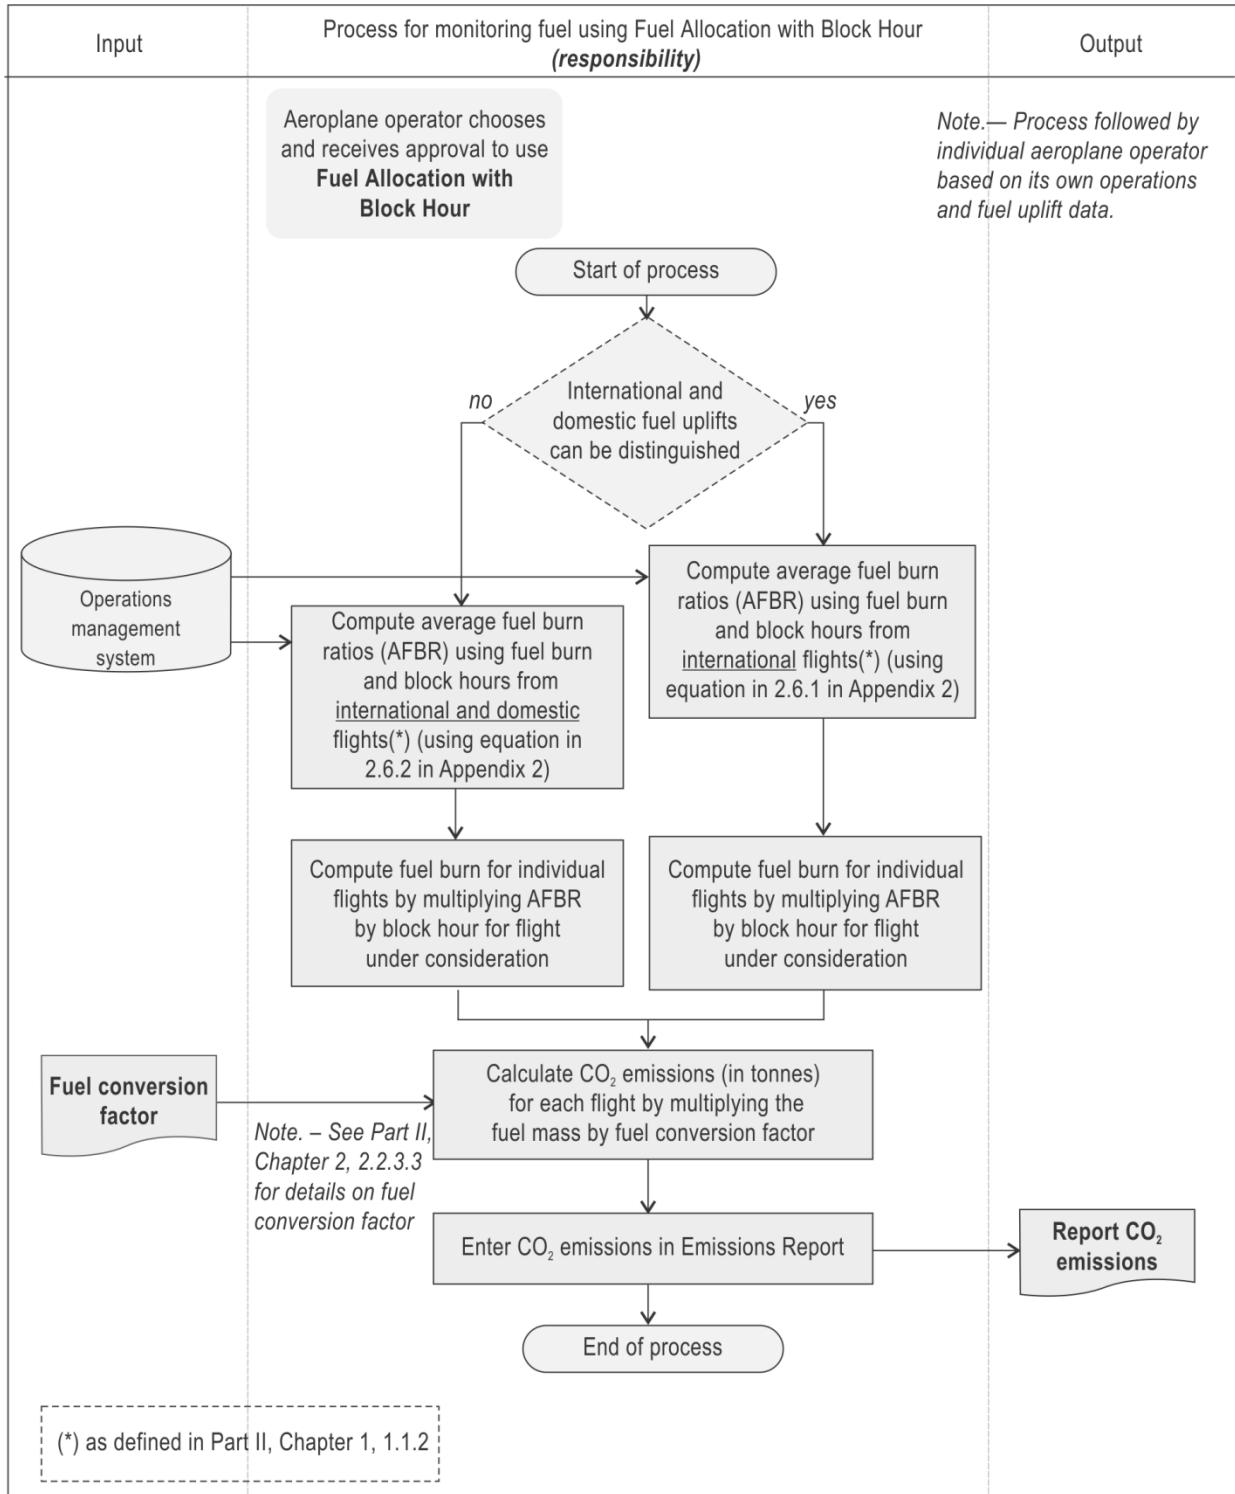 Input
Process for monitoring fuel using Fuel Allocation with Block Hour
(responsibility)
Output
Aeroplane operator chooses
and receives approval to use
Fuel Allocation with
Block Hour
Note.— Process followed by
individual aeroplane operator
based on its own operations
and fuel uplift data.
Start of process
International and
domestic fuel uplifts
can be distinguished
no
yes
Operations
management
system
Compute average fuel burn
ratios (AFBR) using fuel burn
and block hours from
international and domestic
flights(*) (using equation in
2.6.2 in Appendix 2)
Compute average fuel burn
ratios (AFBR) using fuel burn
and block hours from
international flights(*) (using
equation in 2.6.1 in Appendix 2)
Compute fuel burn for individual
flights by multiplying AFBR
by block hour for flight
under consideration
Compute fuel burn for individual
flights by multiplying AFBR
by block hour for flight
under consideration
Fuel conversion
factor
Note. – See Part II,
Chapter 2, 2.2.3.3
for details on fuel
conversion factor
Calculate CO₂ emissions (in tonnes)
for each flight by multiplying the
fuel mass by fuel conversion factor
Enter CO₂ emissions in Emissions Report
Report CO₂
emissions
End of process
(*) as defined in Part II, Chapter 1, 1.1.2